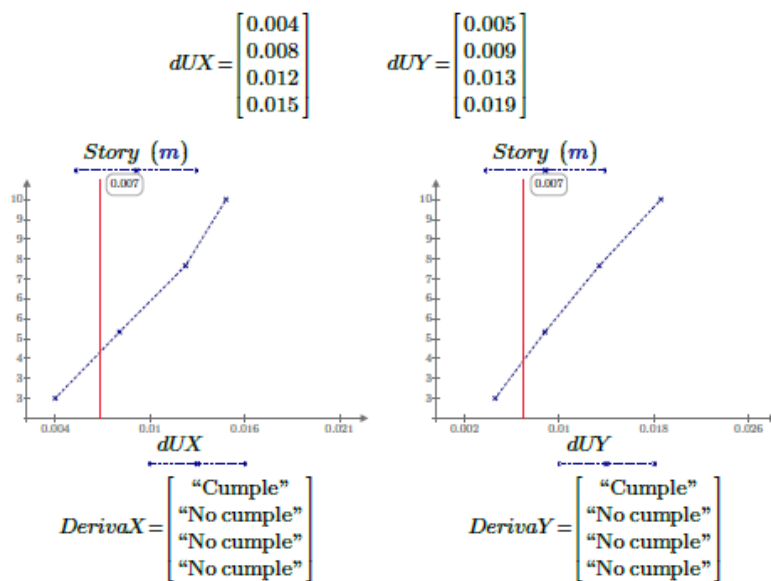 dUX = [0.004 0.008 0.012 0.015]
dUY = [0.005 0.009 0.013 0.019]
Story (m)
0.007
10
9
8
7
6
5
4
3
0.004 0.01 0.016 0.021
dUX
Story (m)
0.007
10
9
8
7
6
5
4
3
0.002 0.01 0.018 0.026
dUY
DerivaX = [“Cumple” “No cumple” “No cumple” “No cumple”]
DerivaY = [“Cumple” “No cumple” “No cumple” “No cumple”]